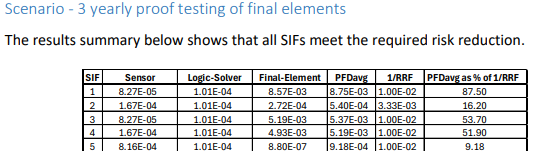 Scenario - 3 yearly proof testing of final elements
The results summary below shows that all SIFs meet the required risk reduction.
SIF Sensor Logic-Solver Final-Element PFDavg 1/RRF PFDavg as % of 1/RRF
1 8.27E-05 1.01E-04 8.57E-03 8.75E-03 1.00E-02 87.50
2 1.67E-04 1.01E-04 2.72E-04 5.40E-04 3.33E-03 16.20
3 8.27E-05 1.01E-04 5.19E-03 5.37E-03 1.00E-02 53.70
4 1.67E-04 1.01E-04 4.93E-03 5.19E-03 1.00E-02 51.90
5 8.16E-04 1.01E-04 8.80E-07 9.18E-04 1.00E-02 9.18